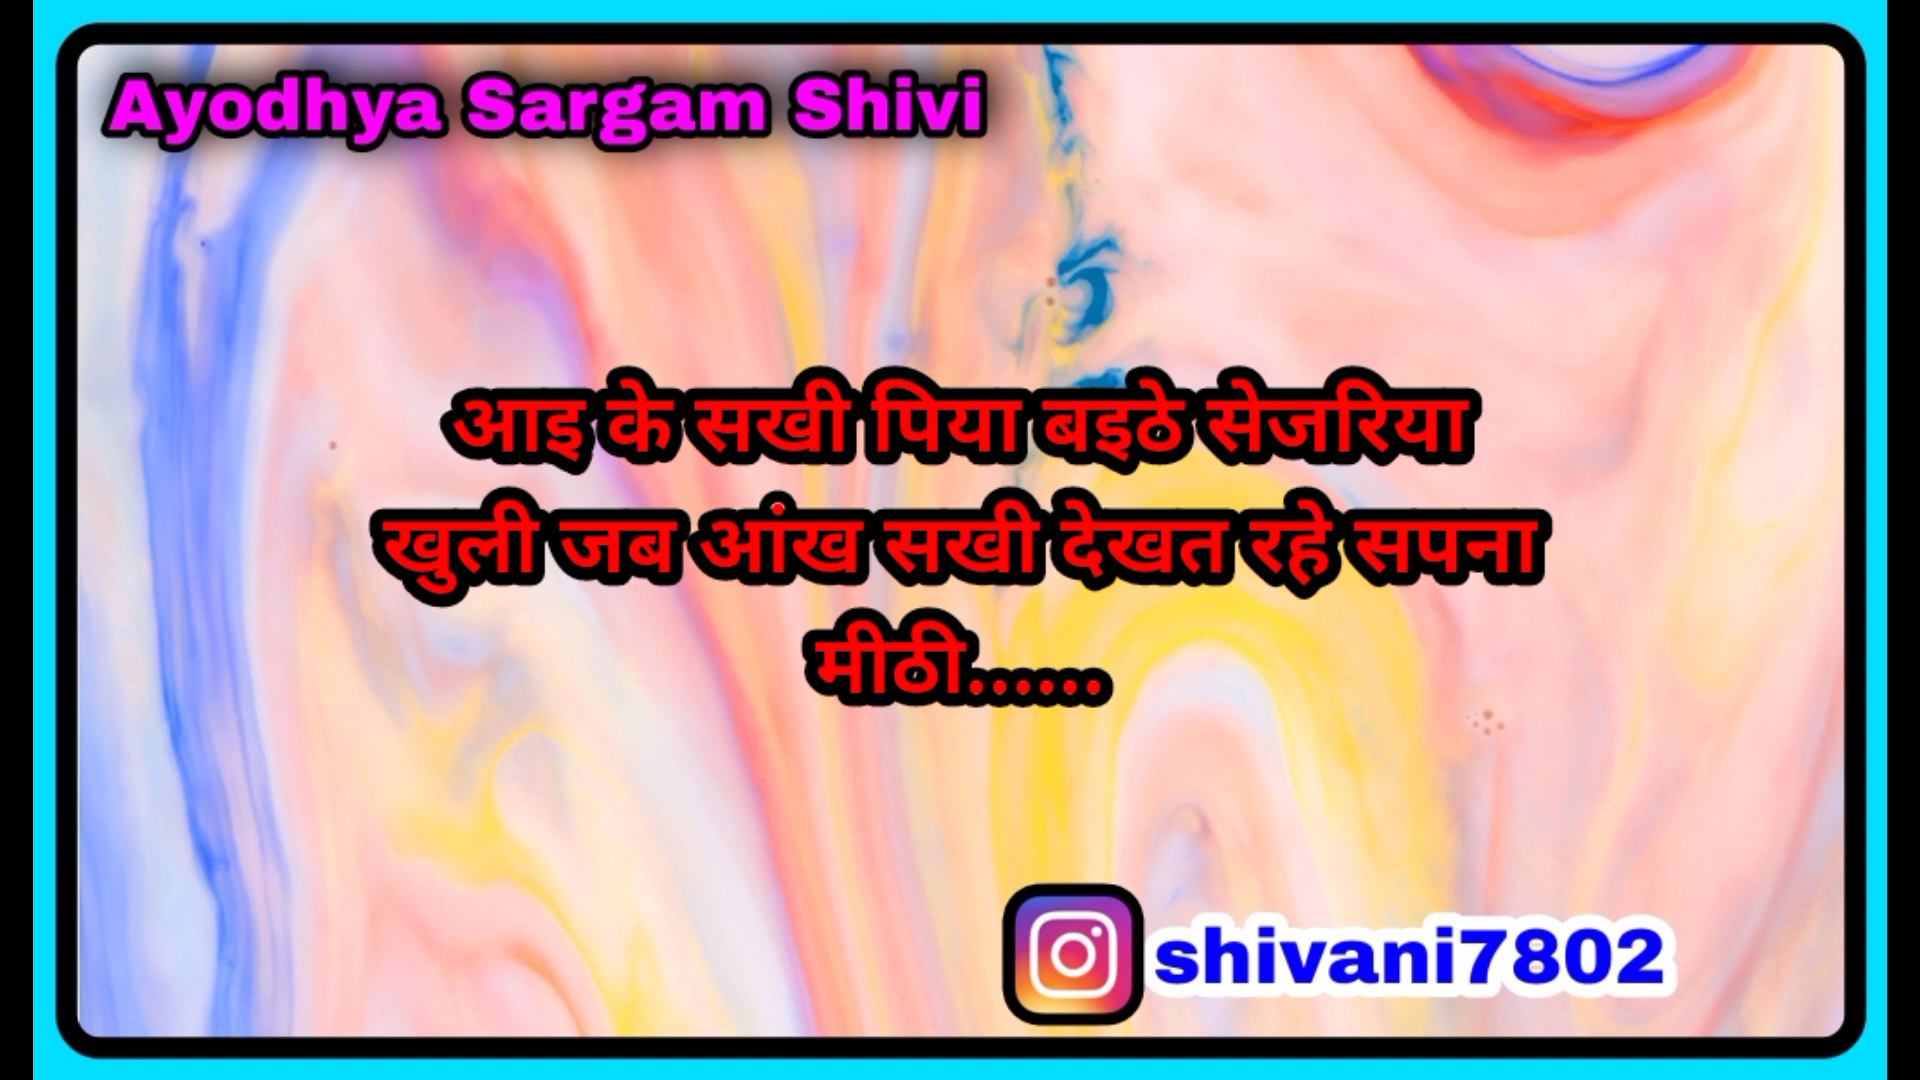 Ayodhya Sargam Shivi
आइ के सखी पिया बइठे सेजरिया
खुली जब आंख सखी देखत रहे सपना
मीठी......
shivani7802